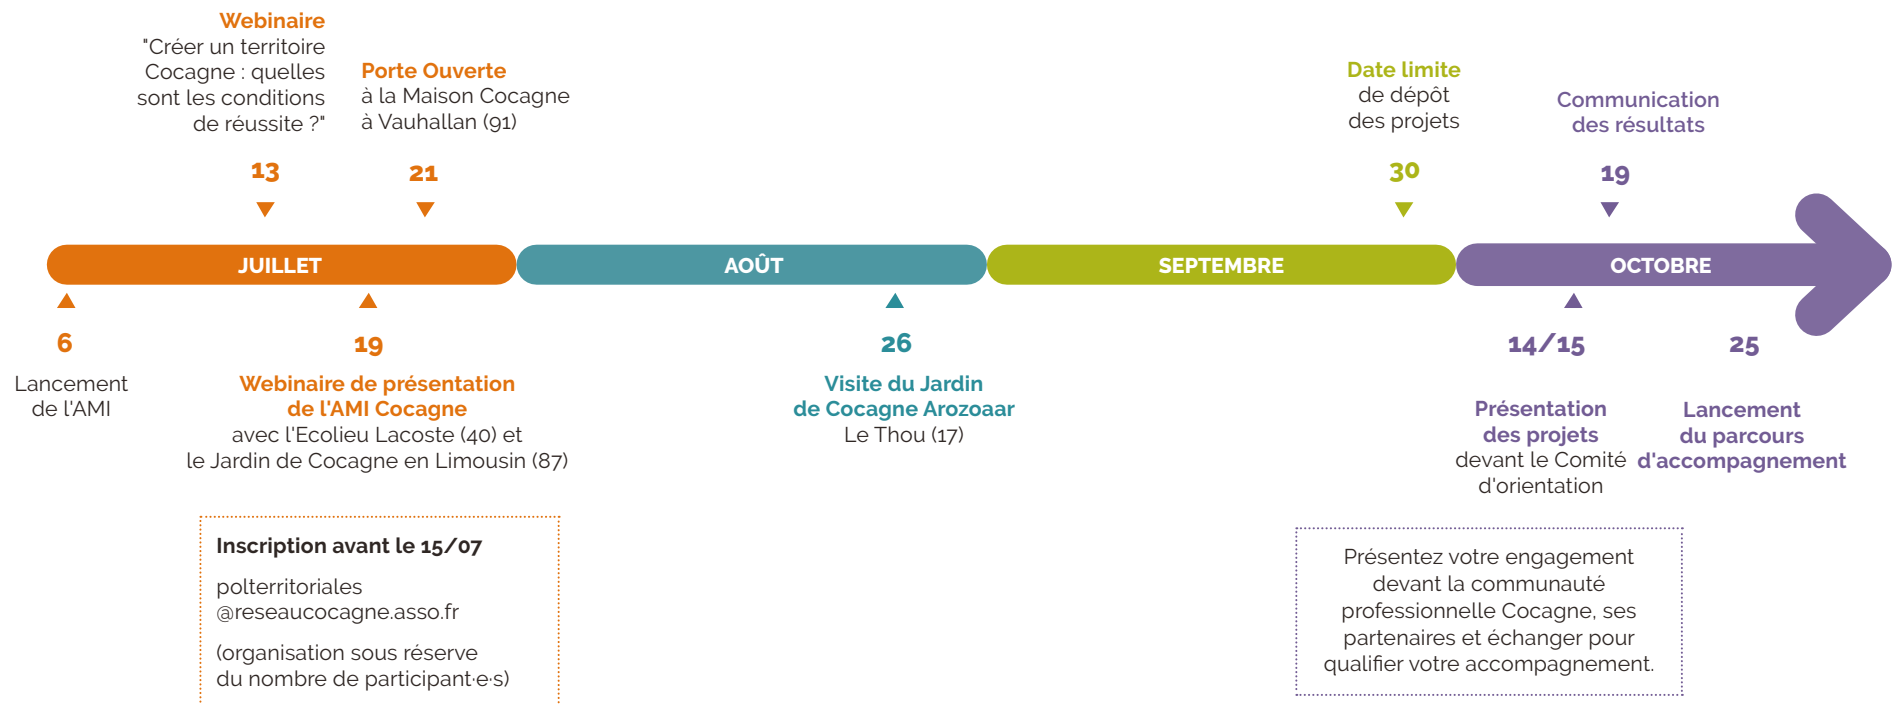 Webinaire
"Créer un territoire
Cocagne : quelles
sont les conditions
de réussite ?"
13
Porte Ouverte
à la Maison Cocagne
à Vauhallan (91)
21
Date limite
de dépôt
des projets
30
Communication
des résultats
19
JUILLET
AOÛT
SEPTEMBRE
OCTOBRE
6
Lancement
de l'AMI
19
Webinaire de présentation
de l'AMI Cocagne
avec l'Ecolieu Lacoste (40) et
le Jardin de Cocagne en Limousin (87)
26
Visite du Jardin
de Cocagne Arozoaar
Le Thou (17)
14/15
Présentation
des projets
devant le Comité
d'orientation
25
Lancement
du parcours
d'accompagnement
Inscription avant le 15/07
polterritoriales
@reseaucocagne.asso.fr
(organisation sous réserve
du nombre de participant·e·s)
Présentez votre engagement
devant la communauté
professionnelle Cocagne, ses
partenaires et échanger pour
qualifier votre accompagnement.